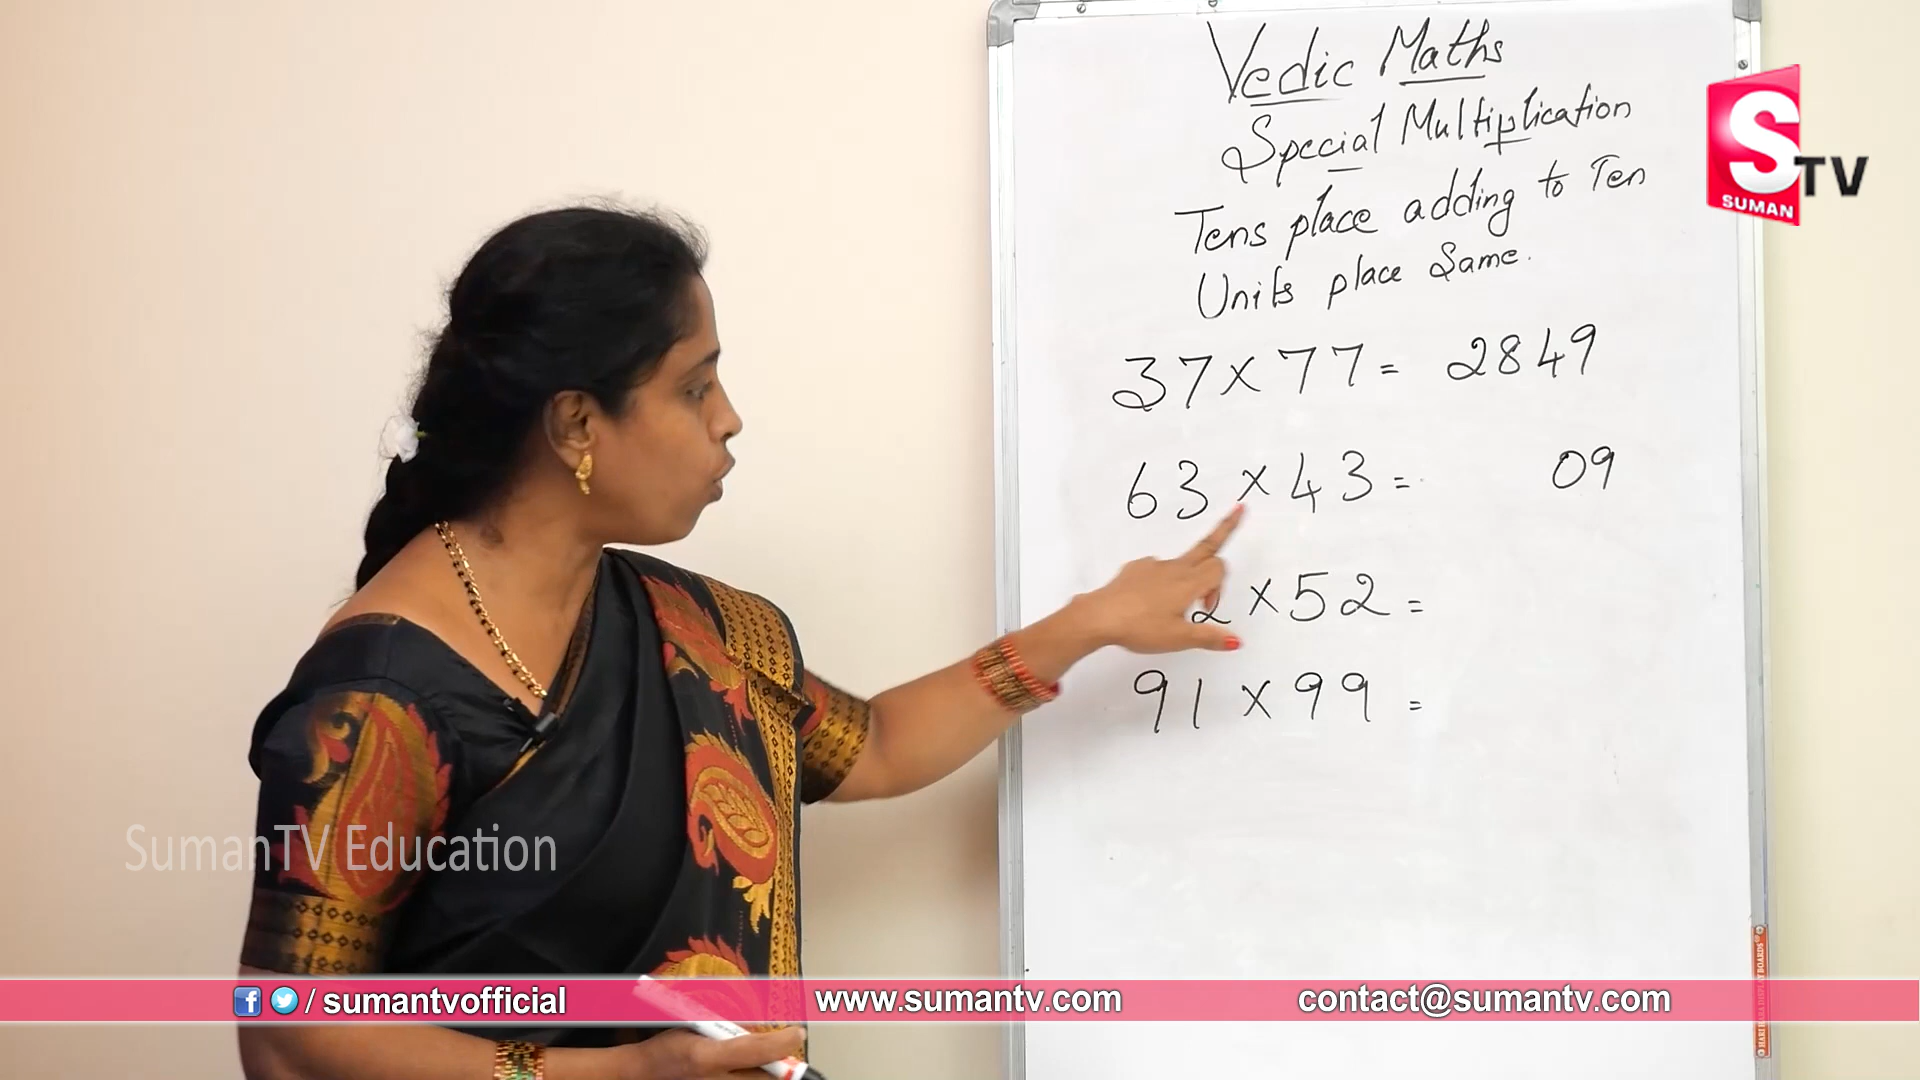 Vedic Maths
Special Multiplication
Tens place adding to Ten
Units place Same.
37 x 77 = 2849
63 x 43 = 09
2 x 52 =
91 x 99 =
S TV
SUMAN
SumanTV Education
/ sumantvofficial
www.sumantv.com
contact@sumantv.com